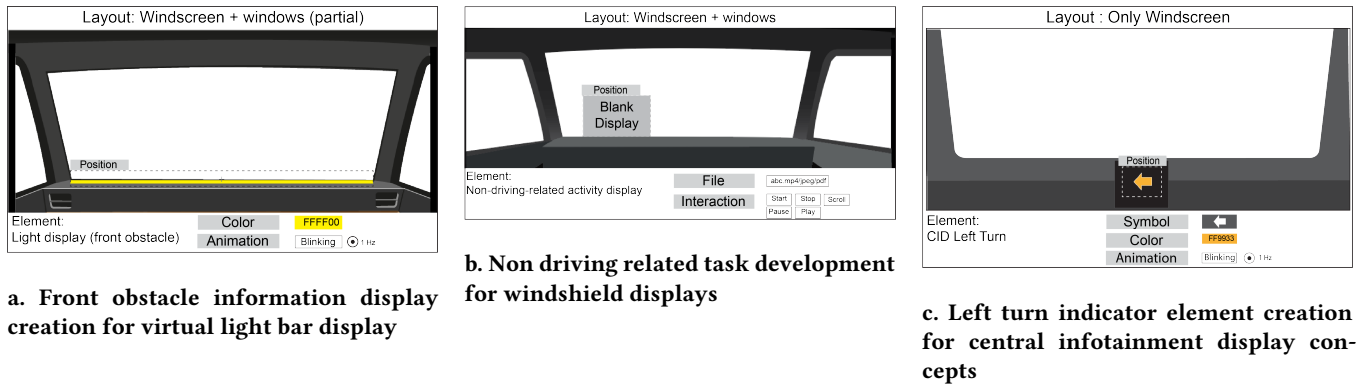 Layout: Windscreen + windows (partial)
Position
Element:
Light display (front obstacle)
Color
FFFF00
Animation
Blinking
1 Hz
a. Front obstacle information display
creation for virtual light bar display
Layout: Windscreen + windows
Position
Blank
Display
Element:
Non-driving-related activity display
File
abc.mp4/jpeg/pdf
Interaction
Start Stop Scroll
Pause Play
b. Non driving related task development
for windshield displays
Layout : Only Windscreen
Position
Element:
CID Left Turn
Symbol
Color
FF9933
Animation
Blinking
1Hz
c. Left turn indicator element creation
for central infotainment display con-
cepts